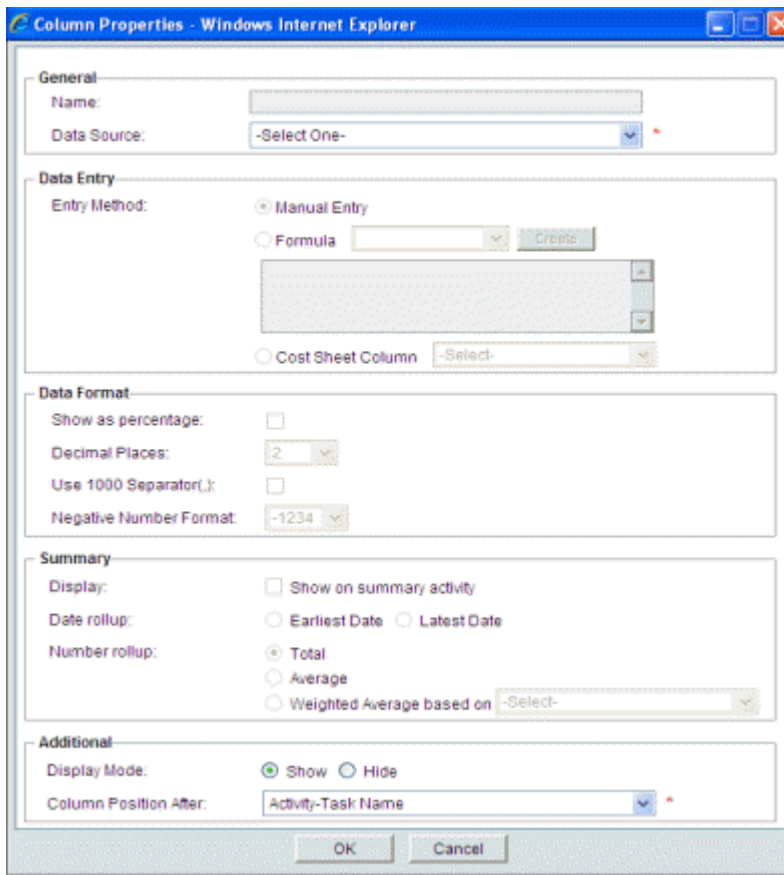 Column Properties - Windows Internet Explorer
General
Name:
Data Source: -Select One- *
Data Entry
Entry Method: Manual Entry
Formula Create
Cost Sheet Column -Select-
Data Format
Show as percentage:
Decimal Places: 2
Use 1000 Separator(,):
Negative Number Format: -1234
Summary
Display: Show on summary activity
Date rollup: Earliest Date Latest Date
Number rollup: Total
Average
Weighted Average based on -Select-
Additional
Display Mode: Show Hide
Column Position After: Activity-Task Name *
OK Cancel